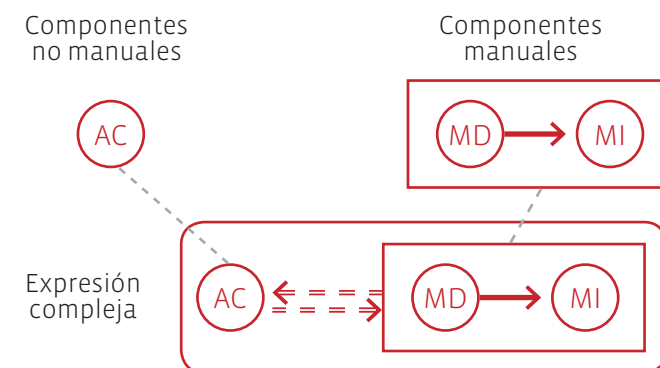 Componentes
no manuales
Componentes
manuales
AC
MD
MI
Expresión
compleja
AC
MD
MI